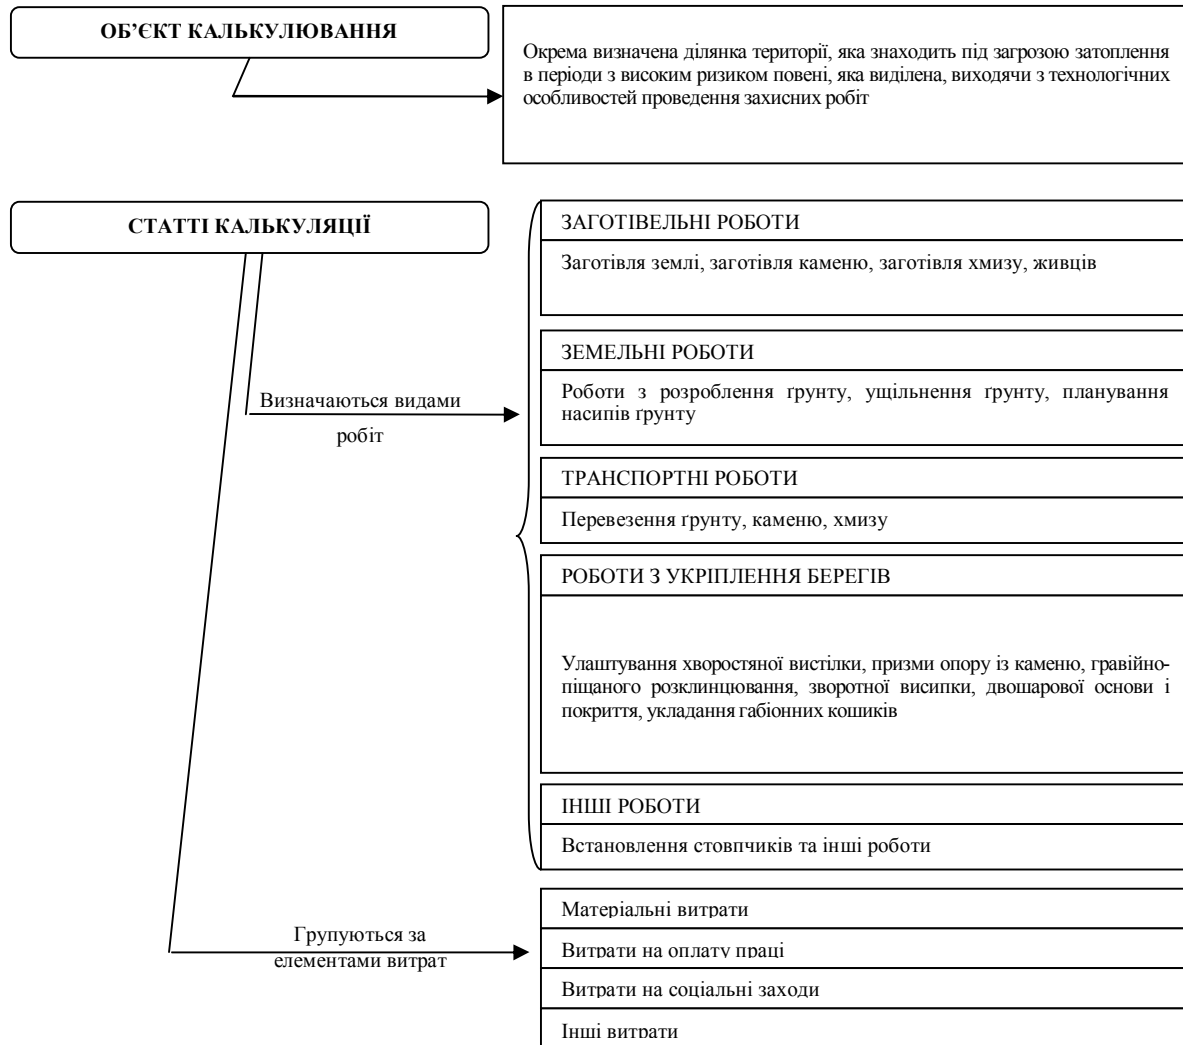 ОБ’ЄКТ КАЛЬКУЛЮВАННЯ
Окрема визначена ділянка території, яка знаходить під загрозою затоплення
в періоди з високим ризиком повені, яка виділена, виходячи з технологічних
особливостей проведення захисних робіт
СТАТТІ КАЛЬКУЛЯЦІЇ
Визначаються видами
робіт
ЗАГОТІВЕЛЬНІ РОБОТИ
Заготівля землі, заготівля каменю, заготівля хмизу, живців
ЗЕМЕЛЬНІ РОБОТИ
Роботи з розроблення ґрунту, ущільнення ґрунту, планування
насипів ґрунту
ТРАНСПОРТНІ РОБОТИ
Перевезення ґрунту, каменю, хмизу
РОБОТИ З УКРІПЛЕННЯ БЕРЕГІВ
Улаштування хворостяної вистілки, призми опору із каменю, гравійно-
піщаного розклинцювання, зворотної висипки, двошарової основи і
покриття, укладання габіонних кошиків
ІНШІ РОБОТИ
Встановлення стовпчиків та інші роботи
Групуються за
елементами витрат
Матеріальні витрати
Витрати на оплату праці
Витрати на соціальні заходи
Інші витрати